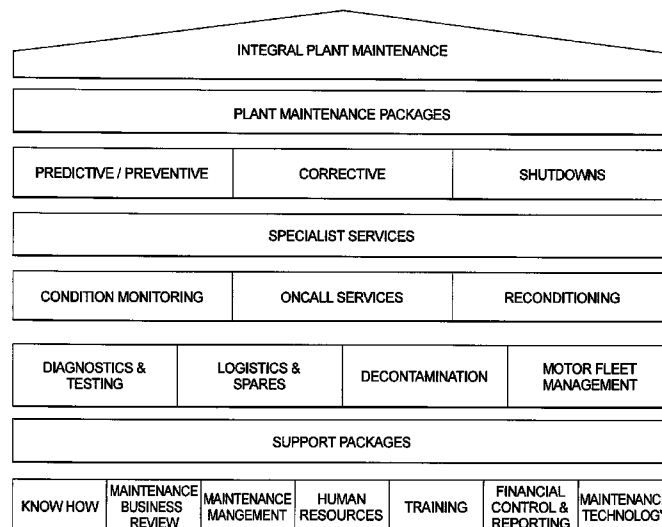 INTEGRAL PLANT MAINTENANCE
PLANT MAINTENANCE PACKAGES
PREDICTIVE / PREVENTIVE
CORRECTIVE
SHUTDOWNS
SPECIALIST SERVICES
CONDITION MONITORING
ONCALL SERVICES
RECONDITIONING
DIAGNOSTICS &
TESTING
LOGISTICS &
SPARES
DECONTAMINATION
MOTOR FLEET
MANAGEMENT
SUPPORT PACKAGES
KNOW HOW
MAINTENANCE
BUSINESS
REVIEW
MAINTENANCE
MANGEMENT
HUMAN
RESOURCES
TRAINING
FINANCIAL
CONTROL &
REPORTING
MAINTENANC
TECHNOLOGY